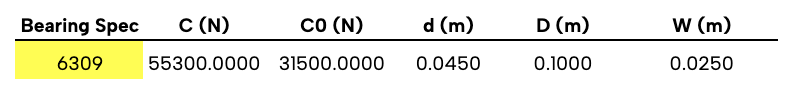 Bearing Spec C (N) C0 (N) d (m) D (m) W (m)
6309 55300.0000 31500.0000 0.0450 0.1000 0.0250